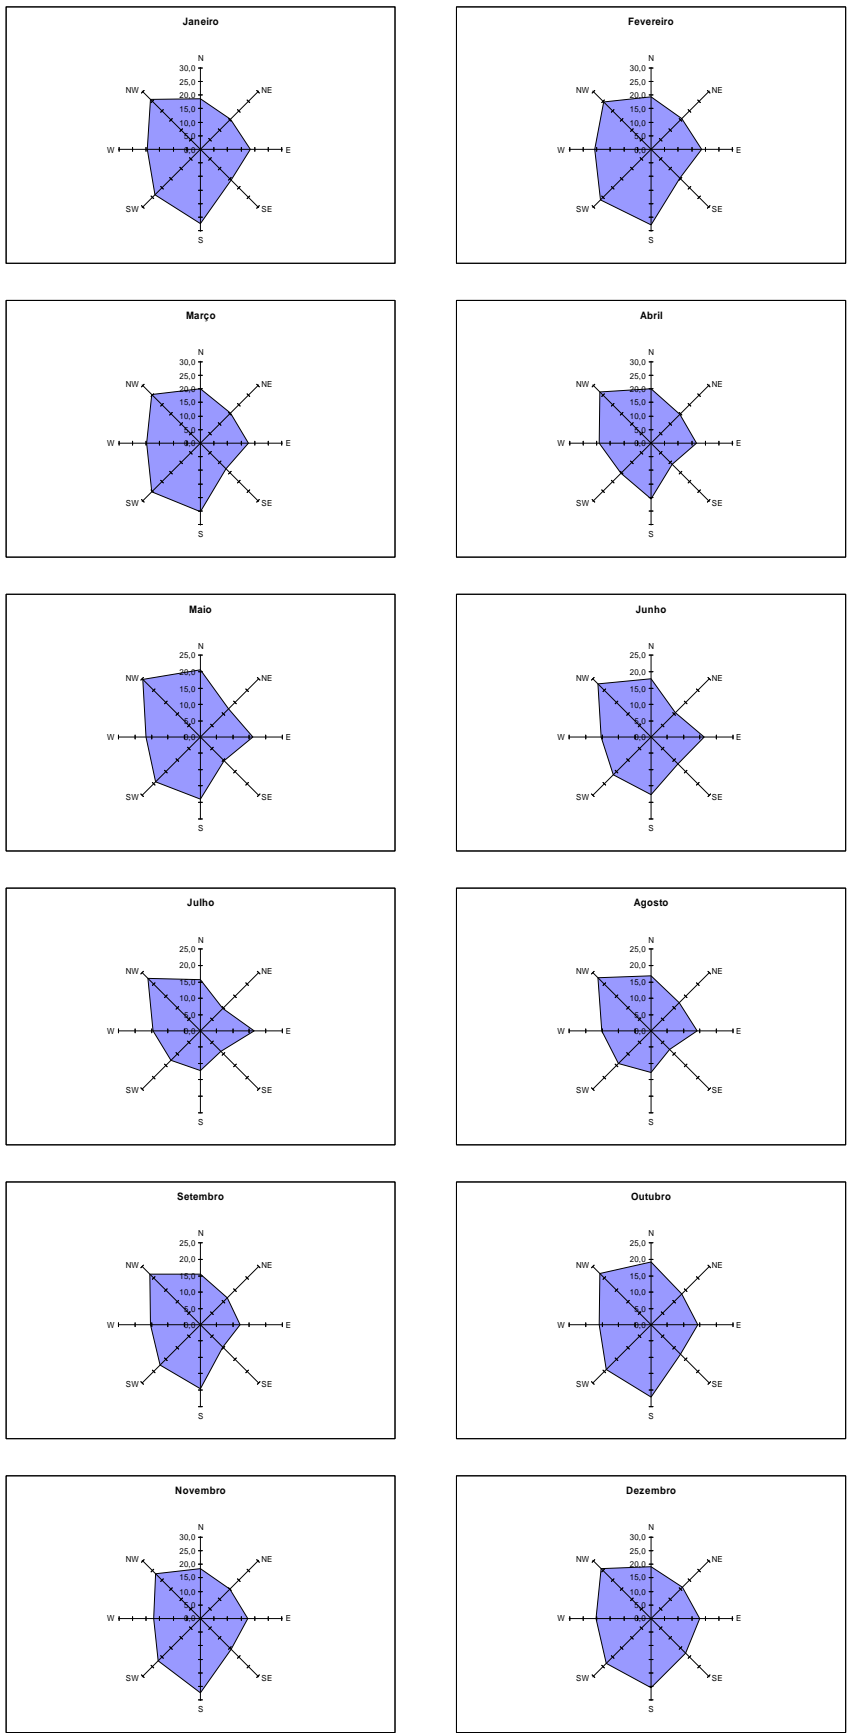 Janeiro
N
30,0
25,0
20,0
15,0
10,0
5,0
0,0
NW
NE
W
E
SW
SE
S
Fevereiro
N
30,0
25,0
20,0
15,0
10,0
5,0
0,0
NW
NE
W
E
SW
SE
S
Março
N
30,0
25,0
20,0
15,0
10,0
5,0
0,0
NW
NE
W
E
SW
SE
S
Abril
N
30,0
25,0
20,0
15,0
10,0
5,0
0,0
NW
NE
W
E
SW
SE
S
Maio
N
25,0
20,0
15,0
10,0
5,0
0,0
NW
NE
W
E
SW
SE
S
Junho
N
25,0
20,0
15,0
10,0
5,0
0,0
NW
NE
W
E
SW
SE
S
Julho
N
25,0
20,0
15,0
10,0
5,0
0,0
NW
NE
W
E
SW
SE
S
Agosto
N
25,0
20,0
15,0
10,0
5,0
0,0
NW
NE
W
E
SW
SE
S
Setembro
N
25,0
20,0
15,0
10,0
5,0
0,0
NW
NE
W
E
SW
SE
S
Outubro
N
25,0
20,0
15,0
10,0
5,0
0,0
NW
NE
W
E
SW
SE
S
Novembro
N
30,0
25,0
20,0
15,0
10,0
5,0
0,0
NW
NE
W
E
SW
SE
S
Dezembro
N
30,0
25,0
20,0
15,0
10,0
5,0
0,0
NW
NE
W
E
SW
SE
S